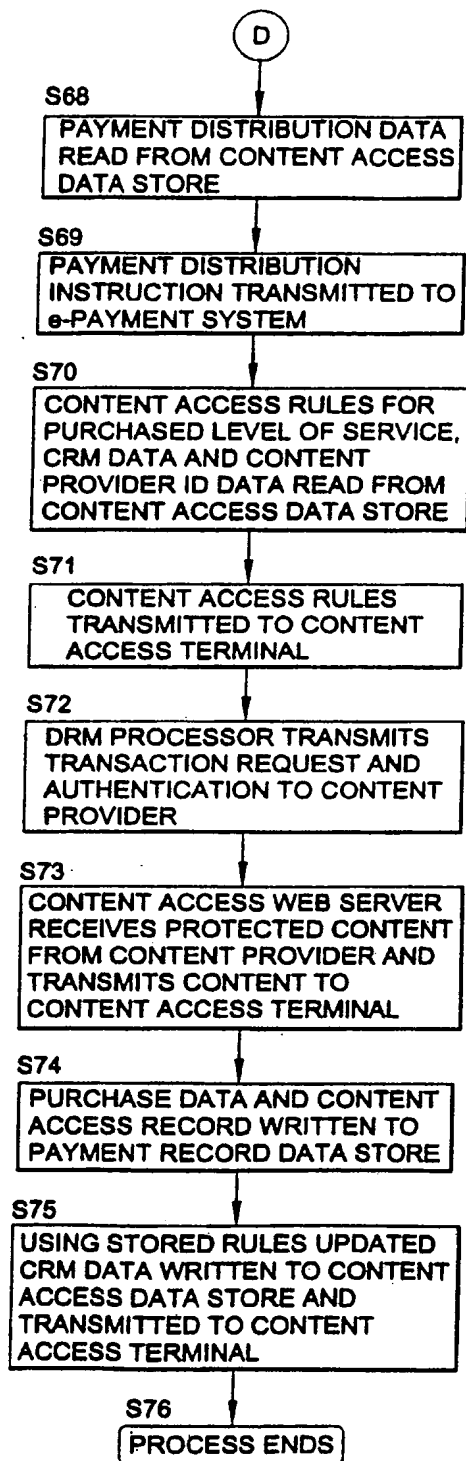 D
S68
PAYMENT DISTRIBUTION DATA
READ FROM CONTENT ACCESS
DATA STORE
S69
PAYMENT DISTRIBUTION
INSTRUCTION TRANSMITTED TO
e-PAYMENT SYSTEM
S70
CONTENT ACCESS RULES FOR
PURCHASED LEVEL OF SERVICE,
CRM DATA AND CONTENT
PROVIDER ID DATA READ FROM
CONTENT ACCESS DATA STORE
S71
CONTENT ACCESS RULES
TRANSMITTED TO CONTENT
ACCESS TERMINAL
S72
DRM PROCESSOR TRANSMITS
TRANSACTION REQUEST AND
AUTHENTICATION TO CONTENT
PROVIDER
S73
CONTENT ACCESS WEB SERVER
RECEIVES PROTECTED CONTENT
FROM CONTENT PROVIDER AND
TRANSMITS CONTENT TO
CONTENT ACCESS TERMINAL
S74
PURCHASE DATA AND CONTENT
ACCESS RECORD WRITTEN TO
PAYMENT RECORD DATA STORE
S75
USING STORED RULES UPDATED
CRM DATA WRITTEN TO CONTENT
ACCESS DATA STORE AND
TRANSMITTED TO CONTENT
ACCESS TERMINAL
S76
PROCESS ENDS